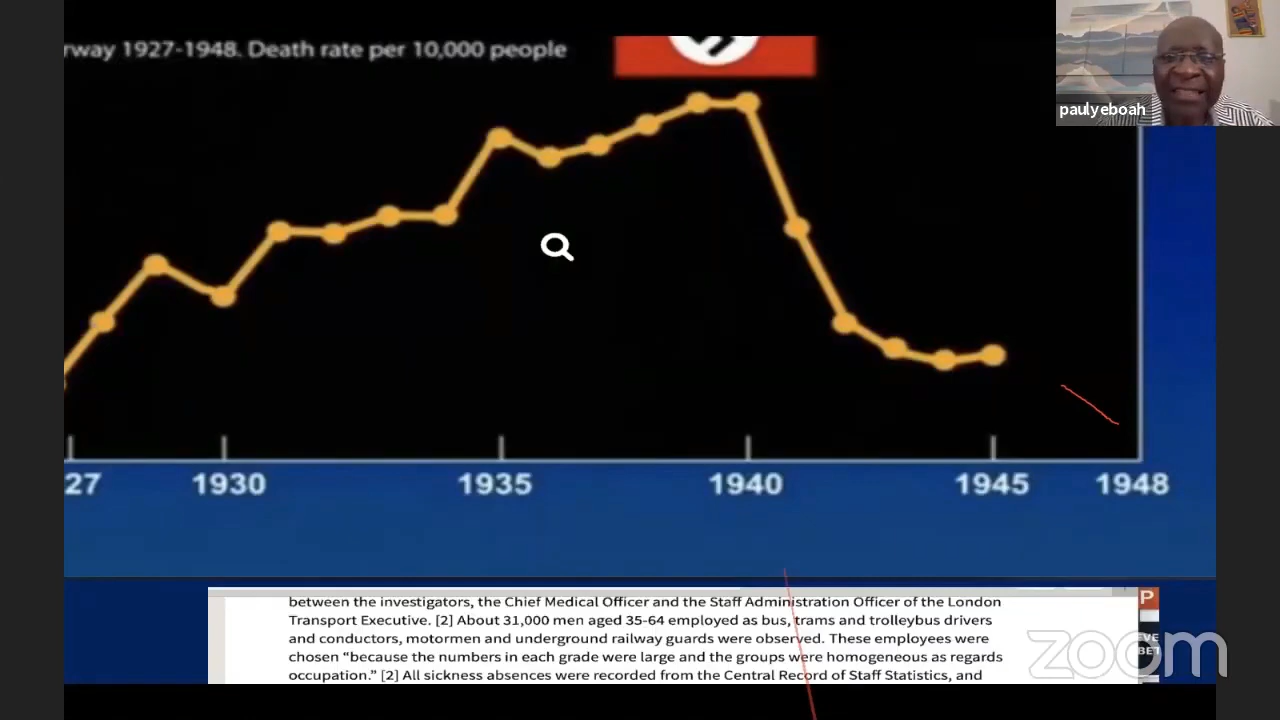 rway 1927-1948. Death rate per 10,000 people
paulyeboah
27 1930 1935 1940 1945 1948
between the investigators, the Chief Medical Officer and the Staff Administration Officer of the London
Transport Executive. [2] About 31,000 men aged 35-64 employed as bus, trams and trolleybus drivers
and conductors, motormen and underground railway guards were observed. These employees were
chosen “because the numbers in each grade were large and the groups were homogeneous as regards
occupation.” [2] All sickness absences were recorded from the Central Record of Staff Statistics, and
P
EVE
BET
zoom